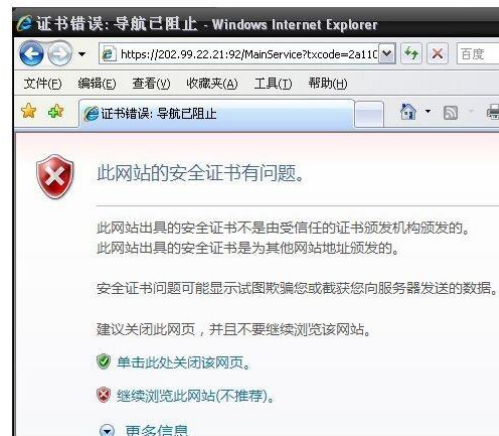 证书错误: 导航已阻止 - Windows Internet Explorer
https://202.99.22.21:92/MainService?txcode=2a110
百度
文件(F) 编辑(E) 查看(V) 收藏夹(A) 工具(T) 帮助(H)
证书错误: 导航已阻止
此网站的安全证书有问题。
此网站出具的安全证书不是由受信任的证书颁发机构颁发的。
此网站出具的安全证书是为其他网站地址颁发的。
安全证书问题可能显示试图欺骗您或截获您向服务器发送的数据。
建议关闭此网页，并且不要继续浏览该网站。
单击此处关闭该网页。
继续浏览此网站(不推荐)。
更多信息